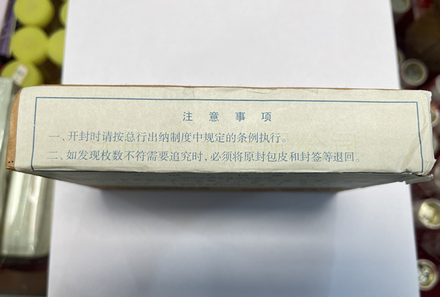 注意事项
一、开封时请按总行出纳制度中规定的条例执行。
二、如发现枚数不符需要追究时，必须将原封包皮和封签等退回。